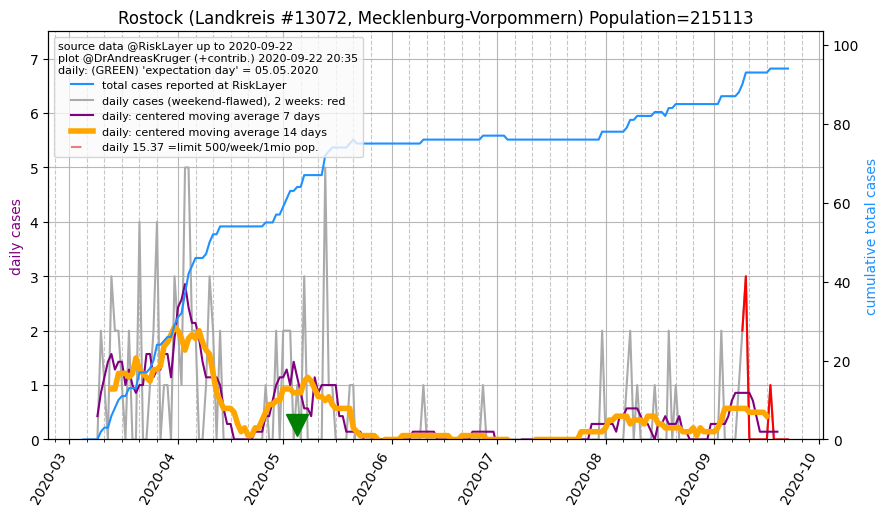 Rostock (Landkreis #13072, Mecklenburg-Vorpommern) Population=215113
source data @RiskLayer up to 2020-09-22
plot @DrAndreasKruger (+contrib.) 2020-09-22 20:35
daily: (GREEN) 'expectation day' = 05.05.2020
total cases reported at RiskLayer
daily cases (weekend-flawed), 2 weeks: red
daily: centered moving average 7 days
daily: centered moving average 14 days
daily 15.37 =limit 500/week/1mio pop.
daily cases
7
6
5
4
3
2
1
0
cumulative total cases
100
80
60
40
20
0
2020-03
2020-04
2020-05
2020-06
2020-07
2020-08
2020-09
2020-10